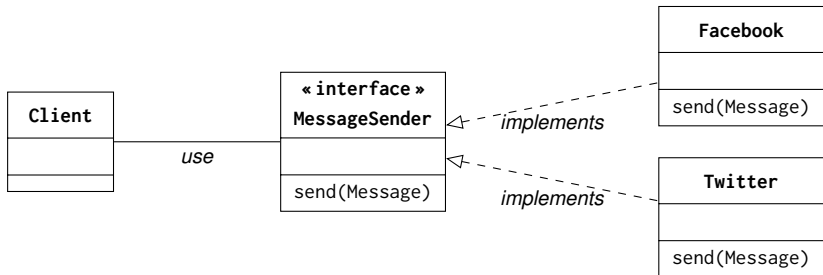 Client
use
« interface »
MessageSender
send(Message)
implements
implements
Facebook
send(Message)
Twitter
send(Message)